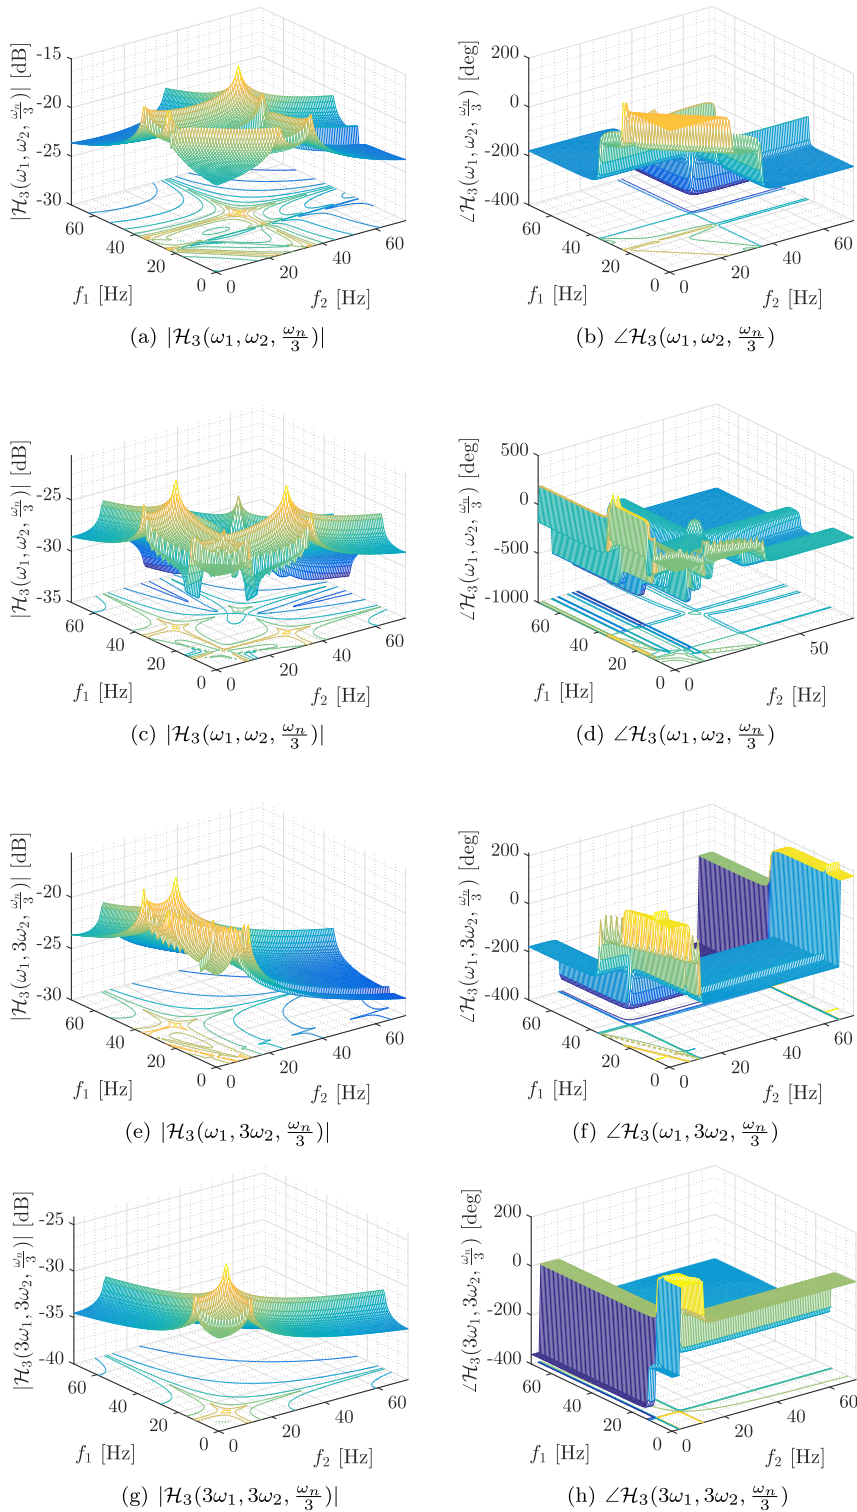 |ℋ₃(ω₁, ω₂, ωₙ/3)| [dB]
-15
-20
-25
-30
60
40
20
0
0
20
40
60
f₁ [Hz]
f₂ [Hz]
(a) |ℋ₃(ω₁, ω₂, ωₙ/3)|
∠ℋ₃(ω₁, ω₂, ωₙ/3) [deg]
200
0
-200
-400
60
40
20
0
0
20
40
60
f₁ [Hz]
f₂ [Hz]
(b) ∠ℋ₃(ω₁, ω₂, ωₙ/3)
|ℋ₃(ω₁, ω₂, ωₙ/3)| [dB]
-25
-30
-35
60
40
20
0
0
20
40
60
f₁ [Hz]
f₂ [Hz]
(c) |ℋ₃(ω₁, ω₂, ωₙ/3)|
∠ℋ₃(ω₁, ω₂, ωₙ/3) [deg]
500
0
-500
-1000
60
40
20
0
0
50
f₁ [Hz]
f₂ [Hz]
(d) ∠ℋ₃(ω₁, ω₂, ωₙ/3)
|ℋ₃(ω₁, 3ω₂, ωₙ/3)| [dB]
-20
-25
-30
60
40
20
0
0
20
40
60
f₁ [Hz]
f₂ [Hz]
(e) |ℋ₃(ω₁, 3ω₂, ωₙ/3)|
∠ℋ₃(ω₁, 3ω₂, ωₙ/3) [deg]
200
0
-200
-400
60
40
20
0
0
20
40
60
f₁ [Hz]
f₂ [Hz]
(f) ∠ℋ₃(ω₁, 3ω₂, ωₙ/3)
|ℋ₃(3ω₁, 3ω₂, ωₙ/3)| [dB]
-25
-30
-35
-40
60
40
20
0
0
20
40
60
f₁ [Hz]
f₂ [Hz]
(g) |ℋ₃(3ω₁, 3ω₂, ωₙ/3)|
∠ℋ₃(3ω₁, 3ω₂, ωₙ/3) [deg]
200
0
-200
-400
60
40
20
0
0
20
40
60
f₁ [Hz]
f₂ [Hz]
(h) ∠ℋ₃(3ω₁, 3ω₂, ωₙ/3)